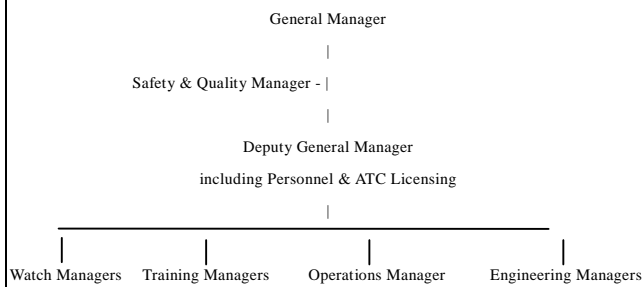 General Manager
|
Safety & Quality Manager - |
|
Deputy General Manager
including Personnel & ATC Licensing
|
Watch Managers Training Managers Operations Manager Engineering Managers